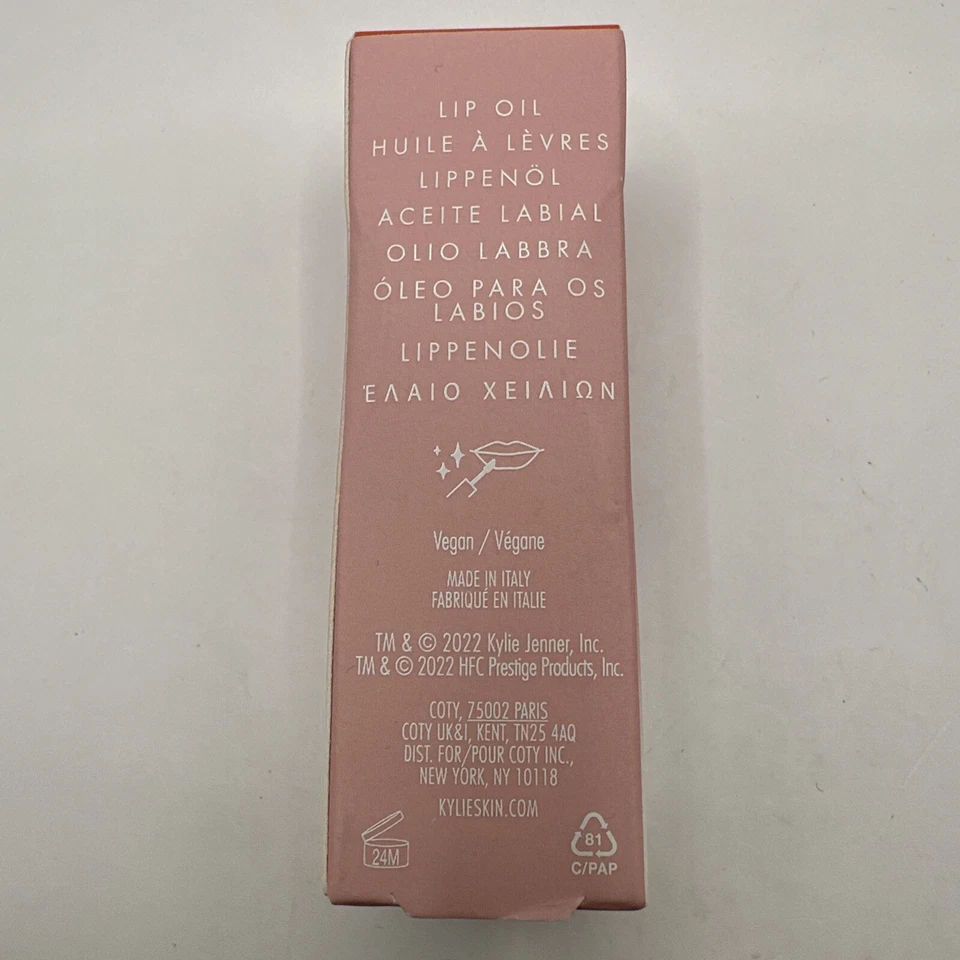 LIP OIL
HUILE À LÈVRES
LIPPENÖL
ACEITE LABIAL
OLIO LABBRA
ÓLEO PARA OS
LABIOS
LIPPENOLIE
ΈΛΑΙΟ ΧΕΙΛΙΩΝ
Vegan / Végane
MADE IN ITALY
FABRIQUÉ EN ITALIE
TM & © 2022 Kylie Jenner, Inc.
TM & © 2022 HFC Prestige Products, Inc.
COTY, 75002 PARIS
COTY UK&I, KENT, TN25 4AQ
DIST. FOR/POUR COTY INC.,
NEW YORK, NY 10118
KYLIESKIN.COM
24M
81
C/PAP